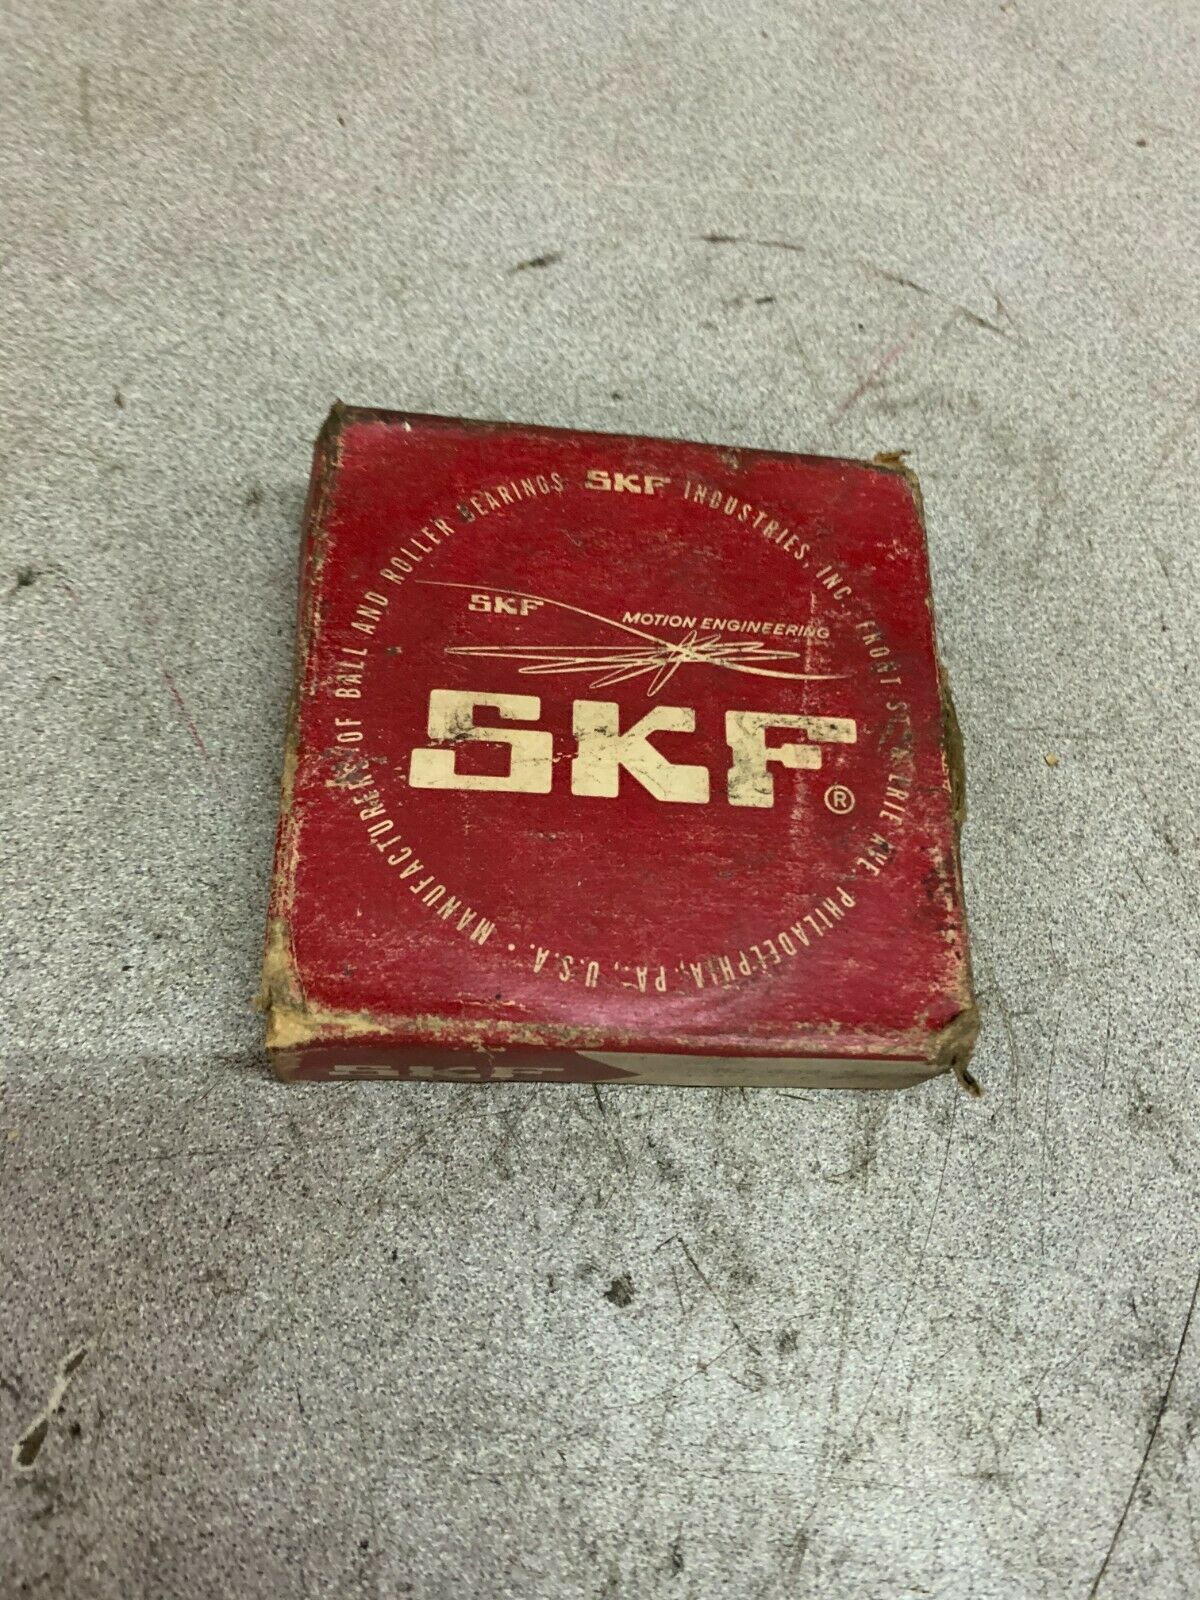 SKF INDUSTRIES, INC., FRONT ST. & ERIE AVE., PHILADELPHIA, PA., U.S.A. • MANUFACTURERS OF BALL AND ROLLER BEARINGS
SKF
MOTION ENGINEERING
SKF®
SKF